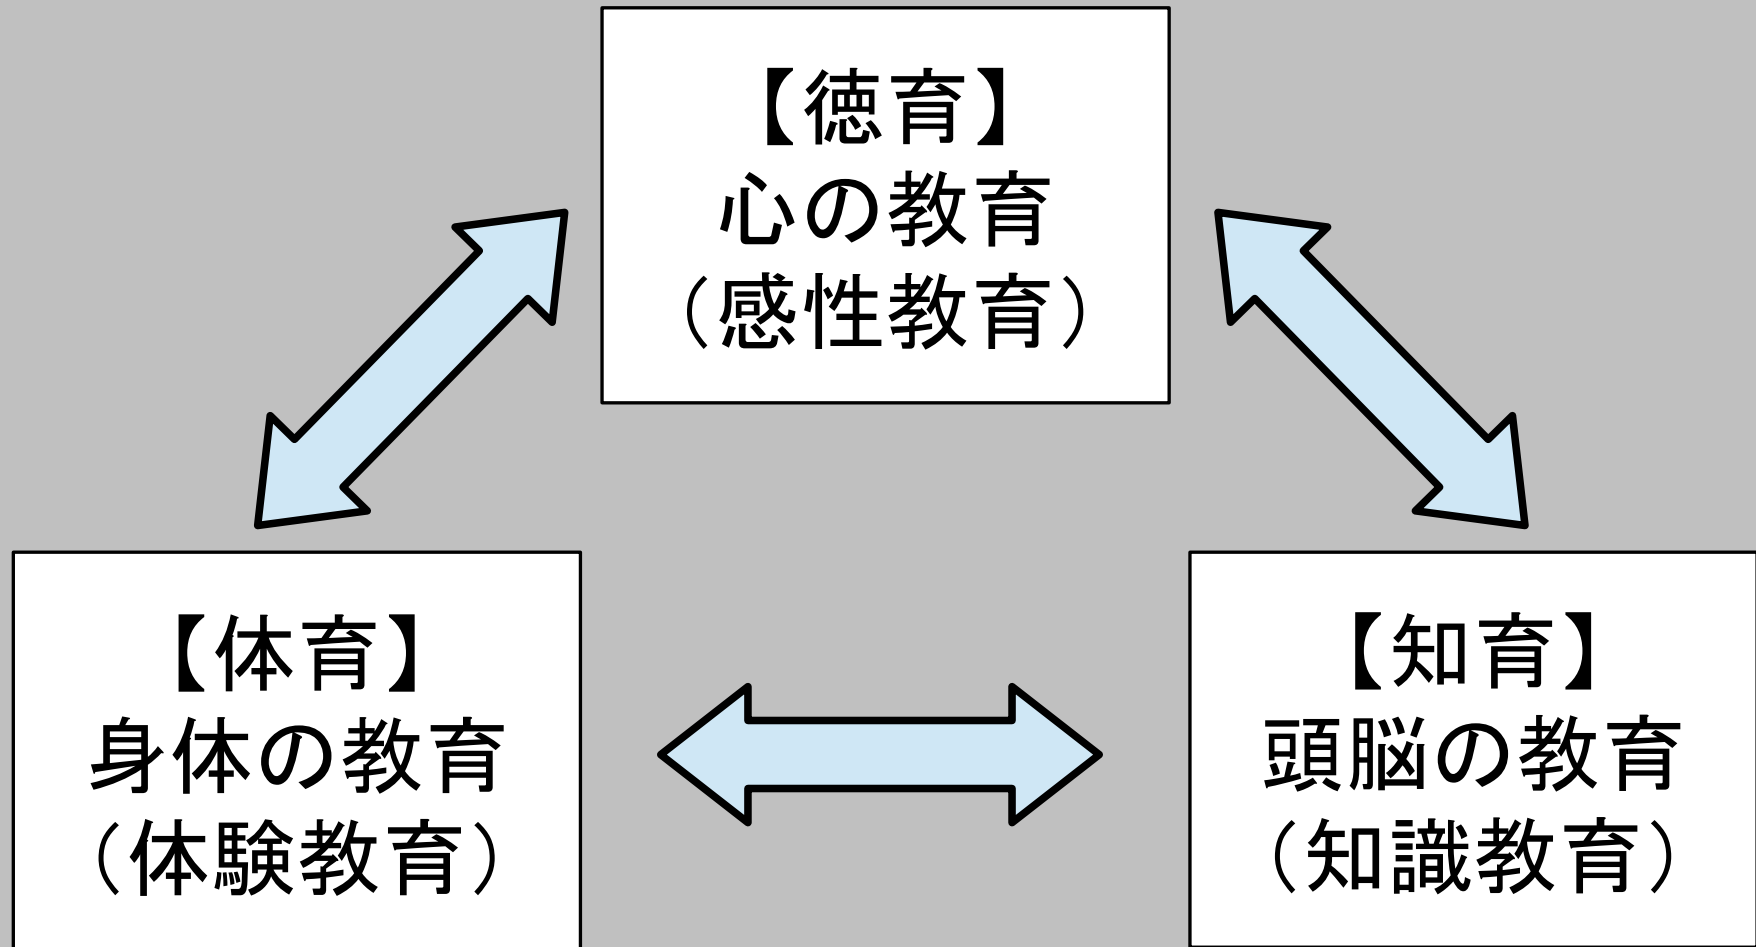 【徳育】
心の教育
（感性教育）
【体育】
身体の教育
（体験教育）
【知育】
頭脳の教育
（知識教育）